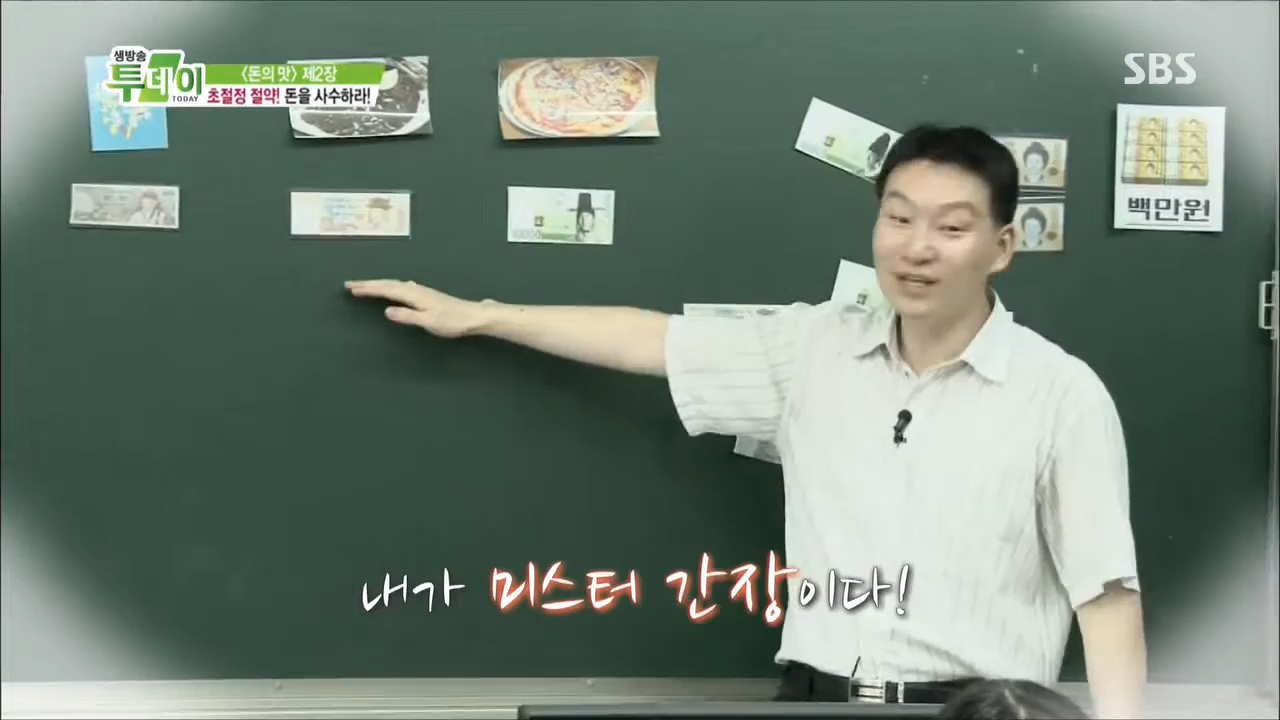 생방송
투데이
TODAY
〈돈의 맛〉 제2장
초절정 절약! 돈을 사수하라!
SBS
백만원
10000
내가 미스터 간장이다!